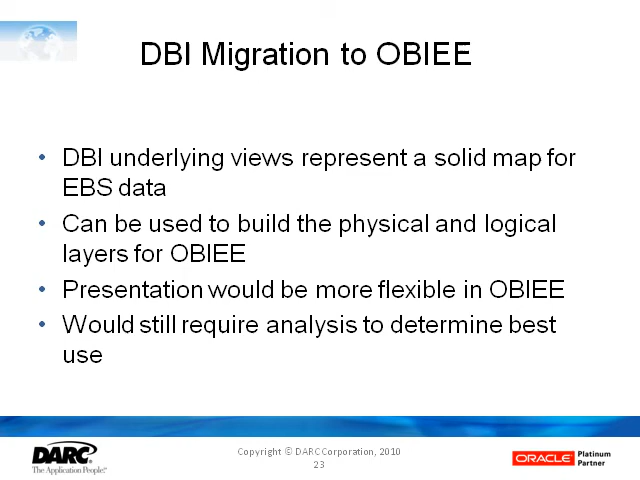 DBI Migration to OBIEE
• DBI underlying views represent a solid map for
EBS data
• Can be used to build the physical and logical
layers for OBIEE
• Presentation would be more flexible in OBIEE
• Would still require analysis to determine best
use
DARC
The Application People.
Copyright © DARC Corporation, 2010
23
ORACLE
Platinum
Partner